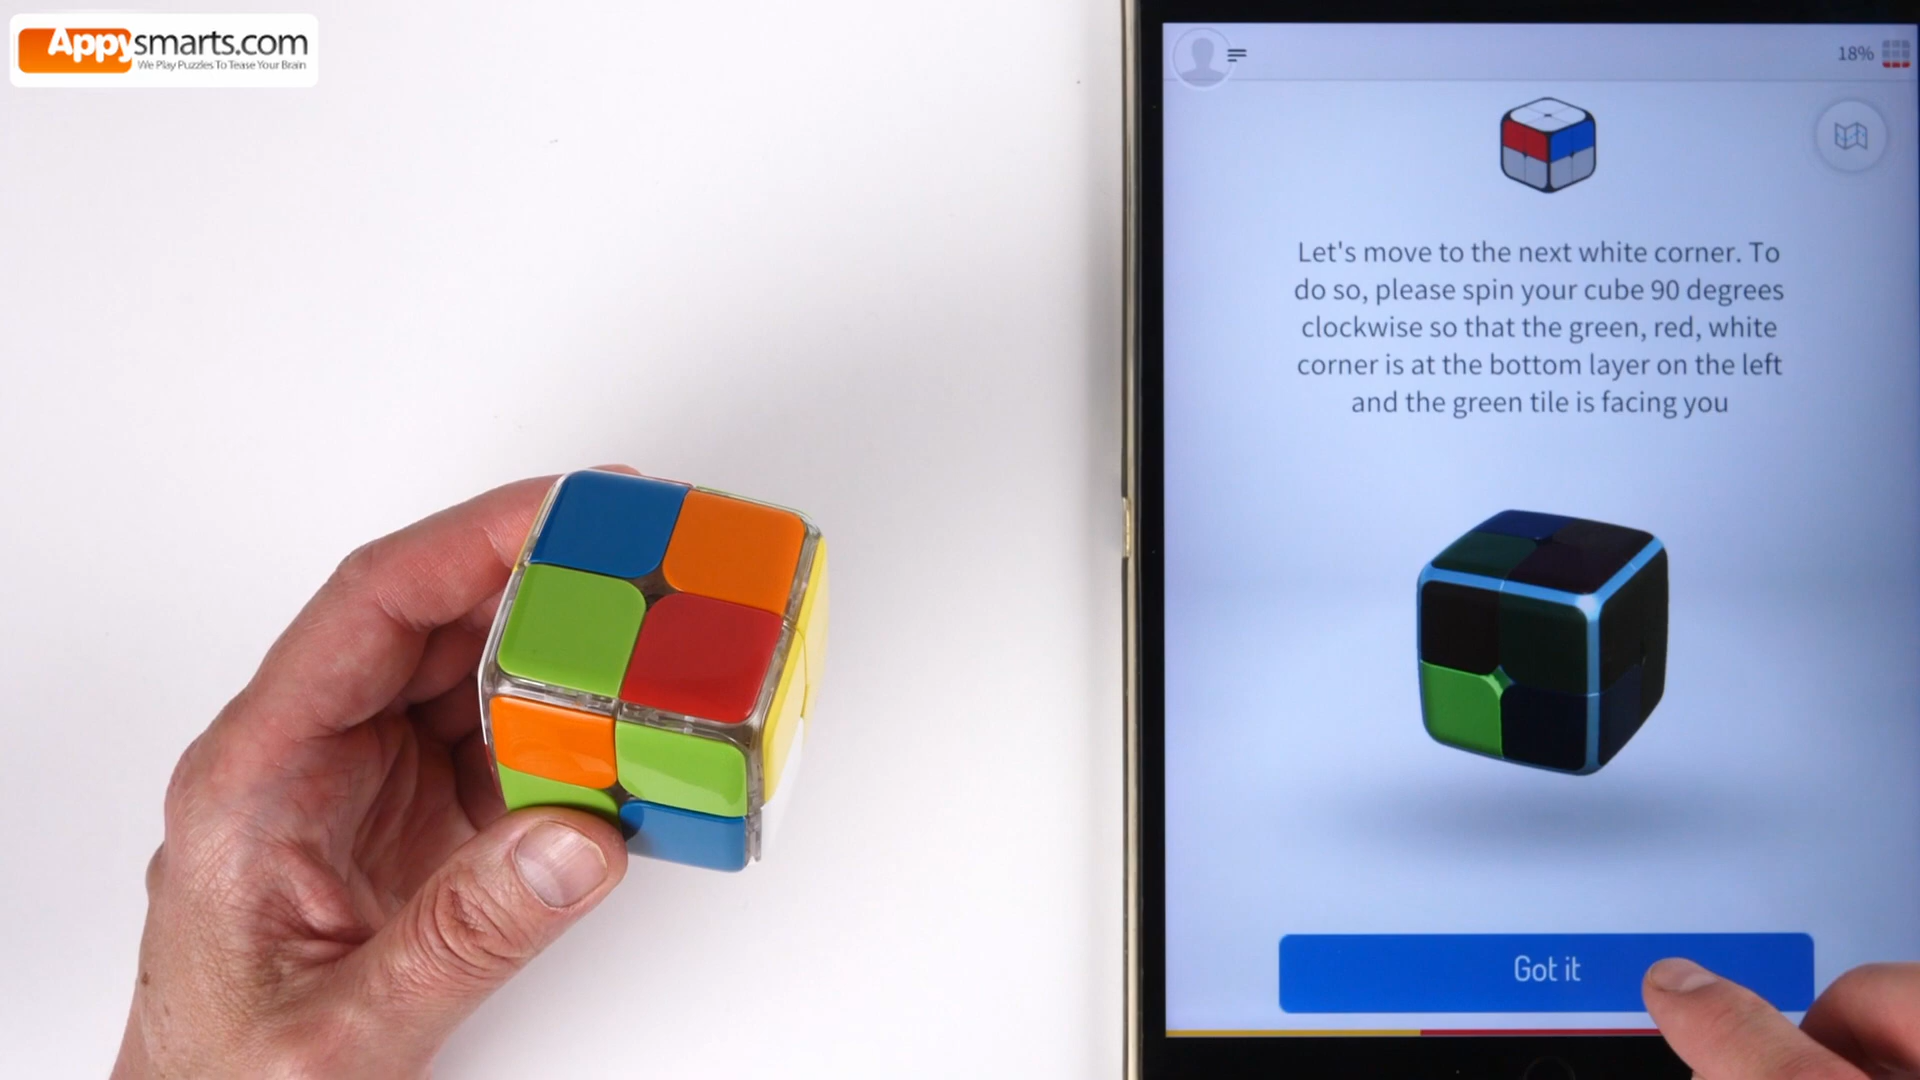 Appysmarts.com
We Play Puzzles To Tease Your Brain
18%
Let's move to the next white corner. To
do so, please spin your cube 90 degrees
clockwise so that the green, red, white
corner is at the bottom layer on the left
and the green tile is facing you
Got it